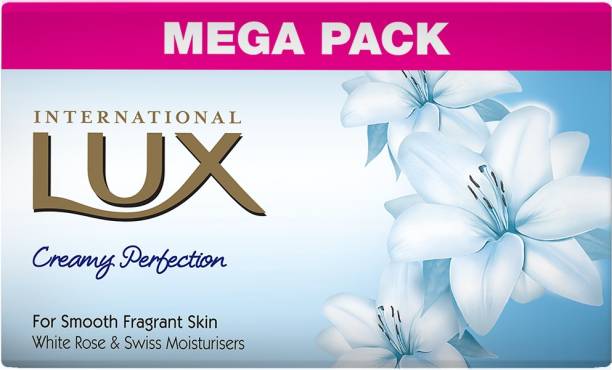 MEGA PACK
INTERNATIONAL
LUX
Creamy Perfection
For Smooth Fragrant Skin
White Rose & Swiss Moisturisers